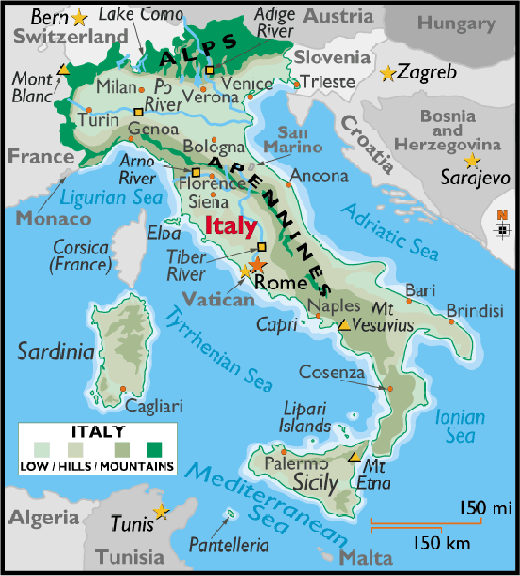 Bern
Lake Como
Adige
River
Austria
Hungary
Switzerland
ALPS
Slovenia
Mont
Blanc
Milan
Po
River
Verona
Venice
Trieste
Zagreb
Turin
Genoa
Bologna
Croatia
Bosnia
and
Herzegovina
Sarajevo
France
Arno
River
APENNINES
San
Marino
Florence
Siena
Ancona
Monaco
Ligurian Sea
Adriatic Sea
N
Elba
Italy
Corsica
(France)
Tiber
River
Rome
Vatican
Naples
Mt
Vesuvius
Bari
Brindisi
Capri
Tyrrhenian Sea
Sardinia
Cosenza
Cagliari
Lipari
Islands
Ionian
Sea
ITALY
LOW / HILLS / MOUNTAINS
Palermo
Sicily
Mt
Etna
Mediterranean
Sea
Algeria
Tunis
Tunisia
Pantelleria
Malta
150 mi
150 km